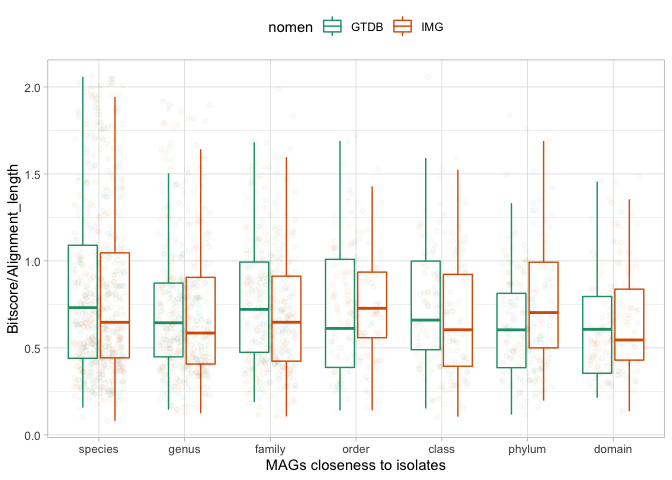 nomen GTDB IMG
Bitscore/Alignment_length
2.0
1.5
1.0
0.5
0.0
species genus family order class phylum domain
MAGs closeness to isolates